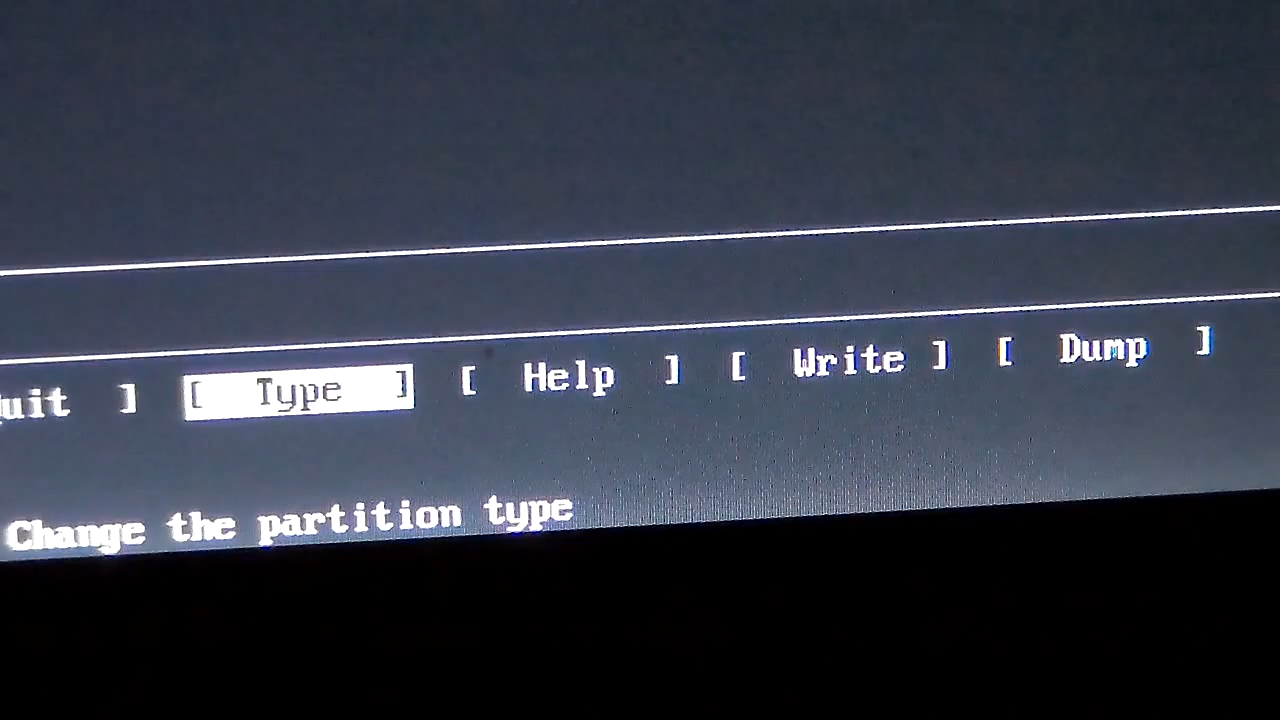 uit ] [ Type ] [ Help ] [ Write ] [ Dump ]
Change the partition type